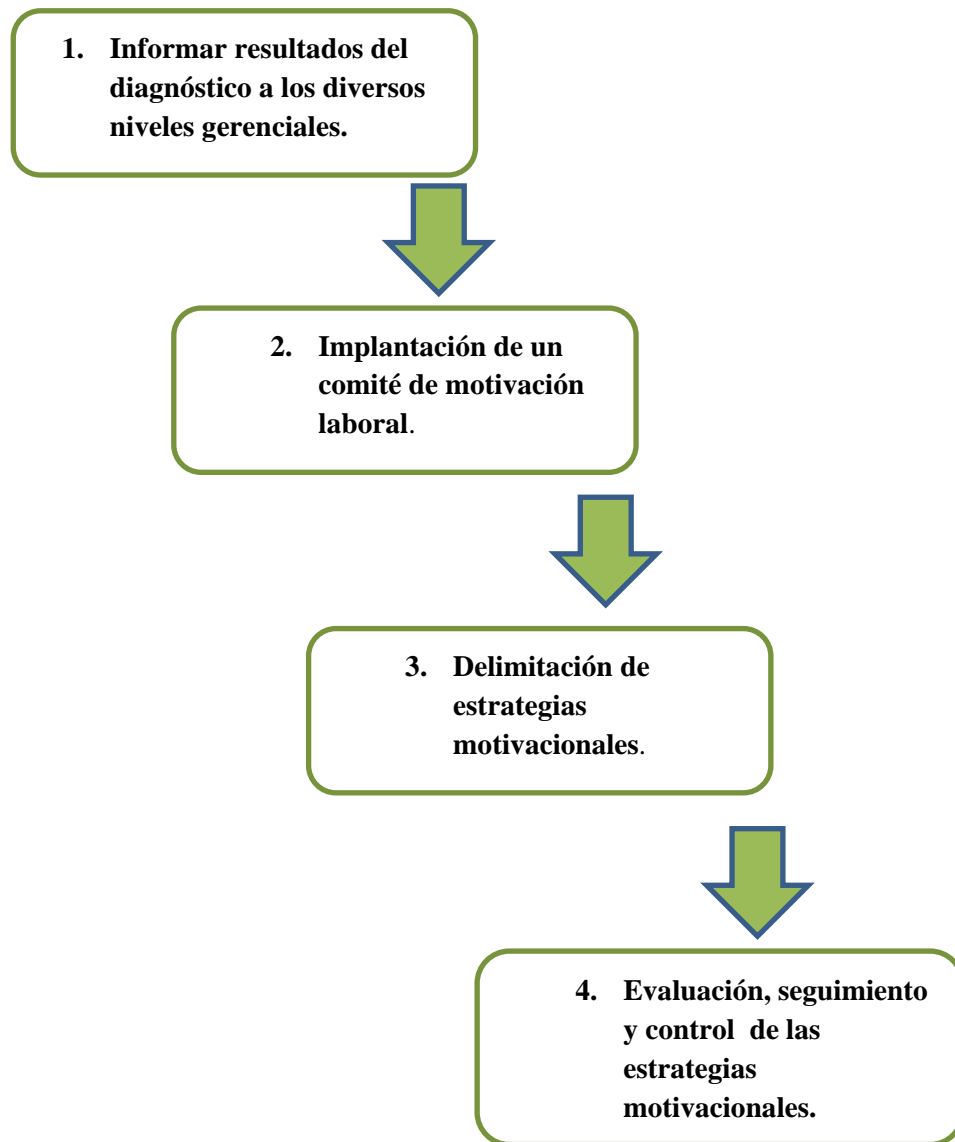 1. Informar resultados del
diagnóstico a los diversos
niveles gerenciales.
2. Implantación de un
comité de motivación
laboral.
3. Delimitación de
estrategias
motivacionales.
4. Evaluación, seguimiento
y control de las
estrategias
motivacionales.